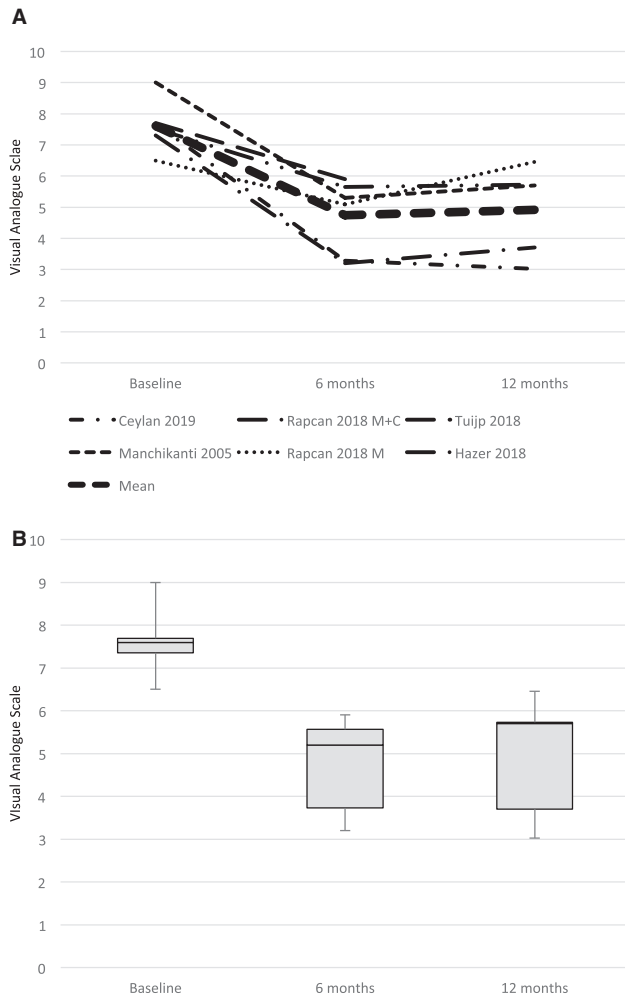 A
10
9
8
7
6
5
4
3
2
1
0
Visual Analogue Sclae
Baseline 6 months 12 months
Ceylan 2019 Rapcan 2018 M+C Tuijp 2018
Manchikanti 2005 Rapcan 2018 M Hazer 2018
Mean
B
10
9
8
7
6
5
4
3
2
1
0
VIsual Analogue Scale
Baseline 6 months 12 months